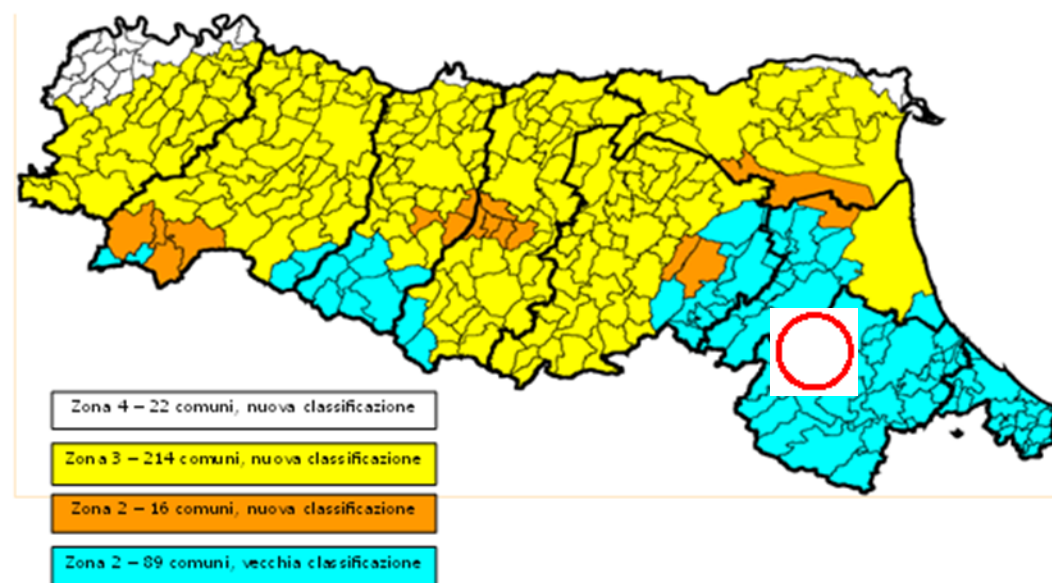 Zona 4 – 22 comuni, nuova classificazione
Zona 3 – 214 comuni, nuova classificazione
Zona 2 – 16 comuni, nuova classificazione
Zona 2 – 89 comuni, vecchia classificazione